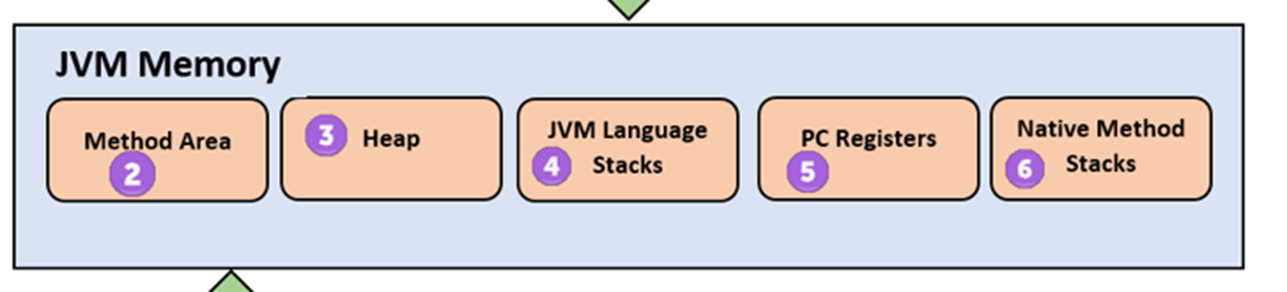 JVM Memory
Method Area
2
3 Heap
JVM Language
4 Stacks
PC Registers
5
Native Method
6 Stacks